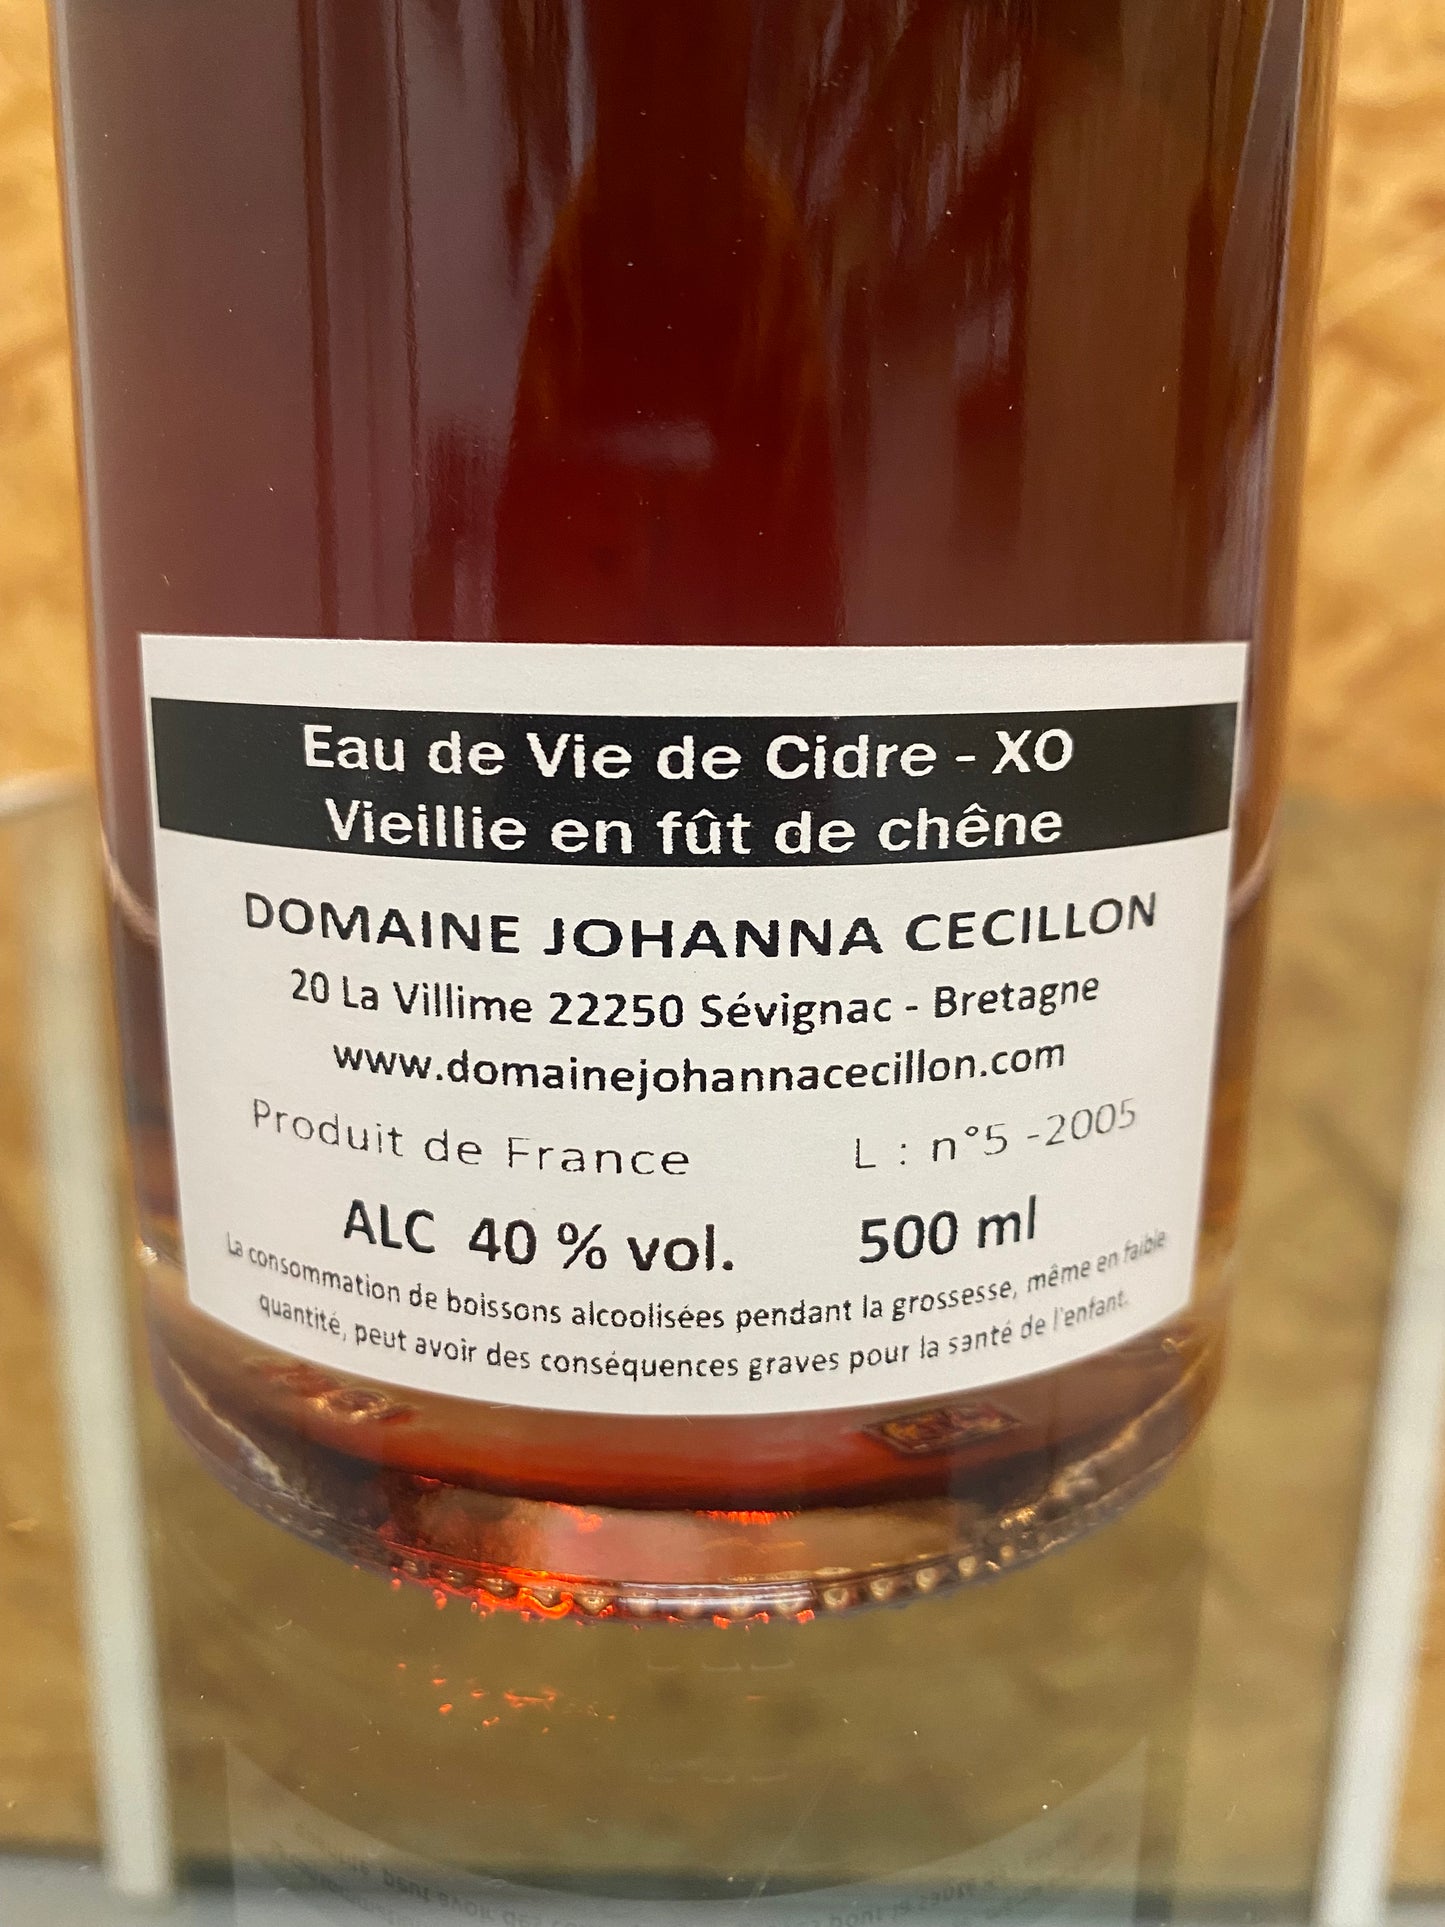 Eau de Vie de Cidre - XO
Vieillie en fût de chêne
DOMAINE JOHANNA CECILLON
20 La Villime 22250 Sévignac - Bretagne
www.domainejohannacecillon.com
Produit de France L : n°5 -2005
ALC 40 % vol. 500 ml
La consommation de boissons alcoolisées pendant la grossesse, même en faible
quantité, peut avoir des conséquences graves pour la santé de l'enfant.